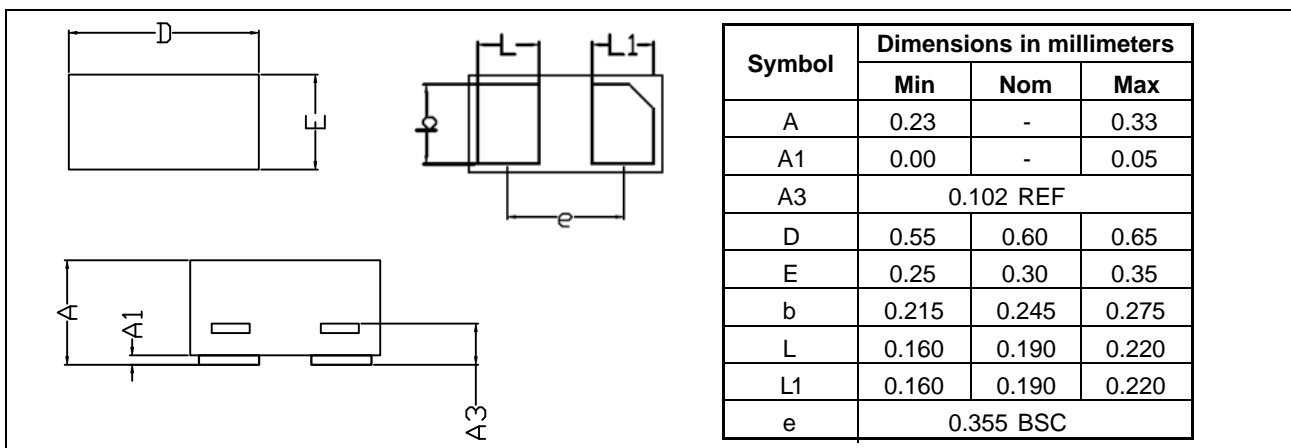 D
E
L
L1
b
e
A
A1
A3
Symbol
Dimensions in millimeters
Min Nom Max
A 0.23 - 0.33
A1 0.00 - 0.05
A3 0.102 REF
D 0.55 0.60 0.65
E 0.25 0.30 0.35
b 0.215 0.245 0.275
L 0.160 0.190 0.220
L1 0.160 0.190 0.220
e 0.355 BSC